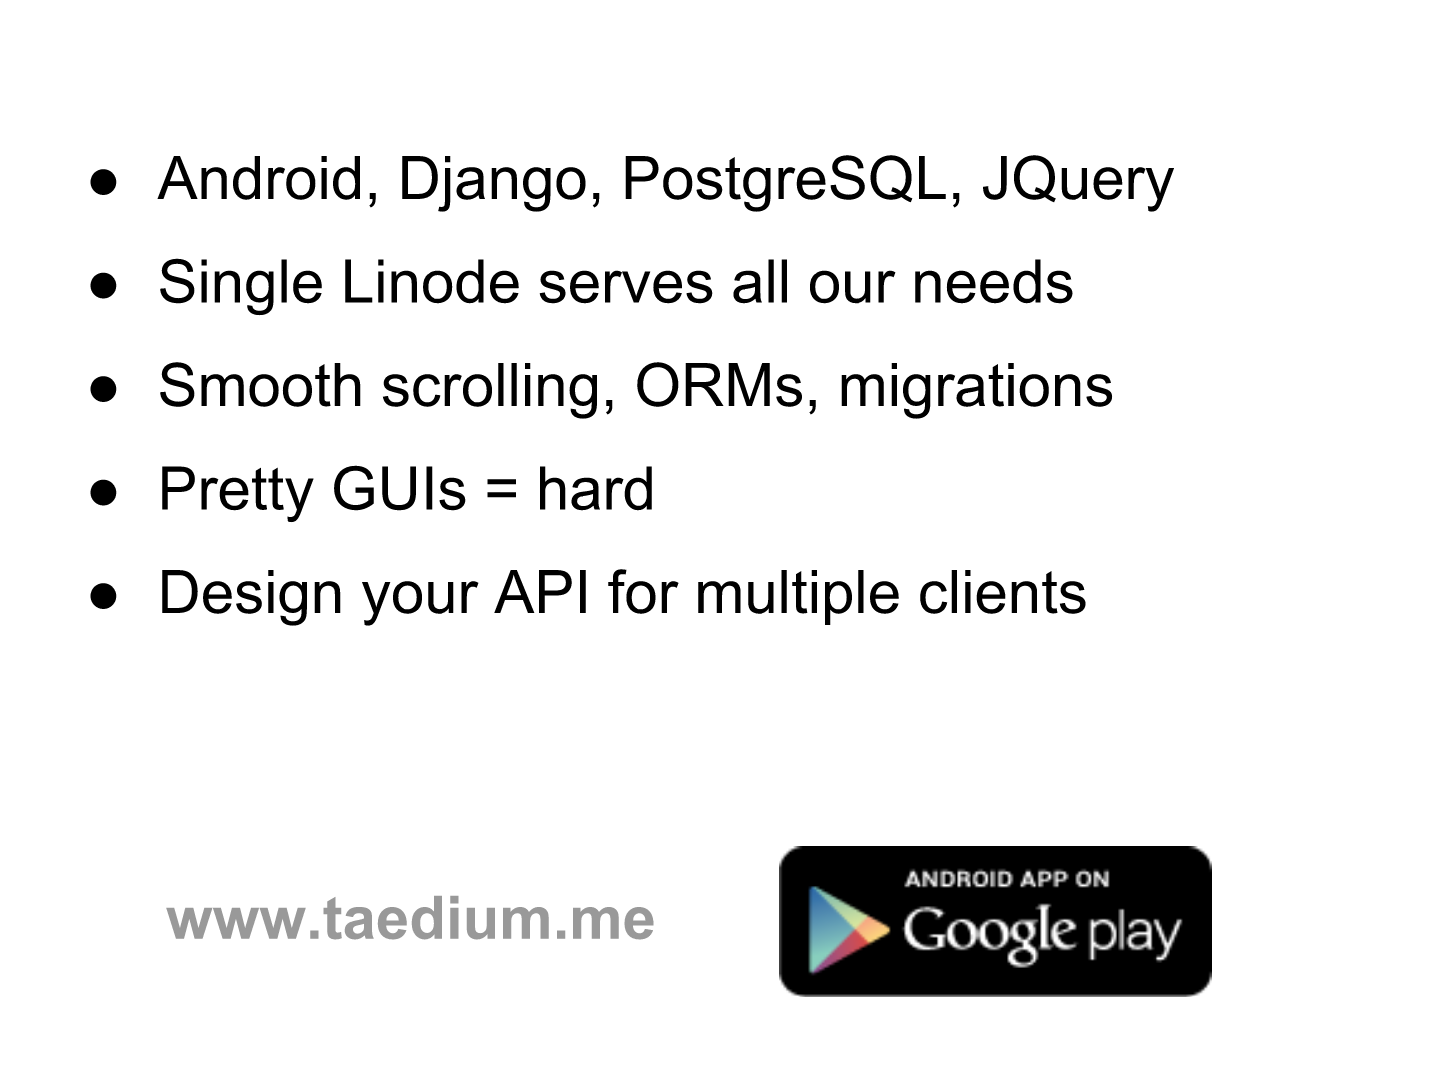 ● Android, Django, PostgreSQL, JQuery
● Single Linode serves all our needs
● Smooth scrolling, ORMs, migrations
● Pretty GUIs = hard
● Design your API for multiple clients
www.taedium.me
ANDROID APP ON
Google play